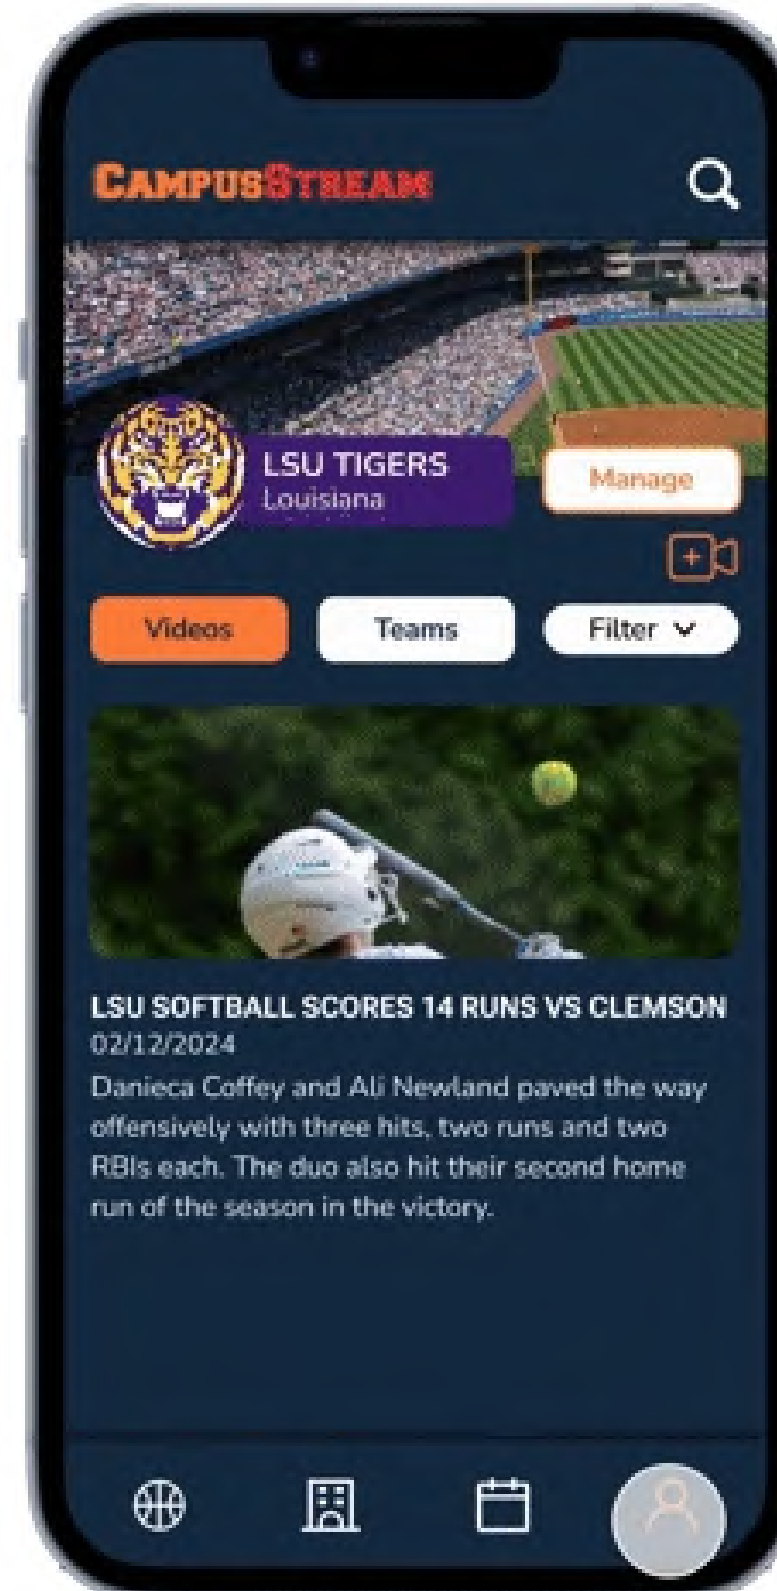 CAMPUSSTREAM
LSU TIGERS
Louisiana
Manage
Videos
Teams
Filter
LSU SOFTBALL SCORES 14 RUNS VS CLEMSON
02/12/2024
Danieca Coffey and Ali Newland paved the way
offensively with three hits, two runs and two
RBIs each. The duo also hit their second home
run of the season in the victory.